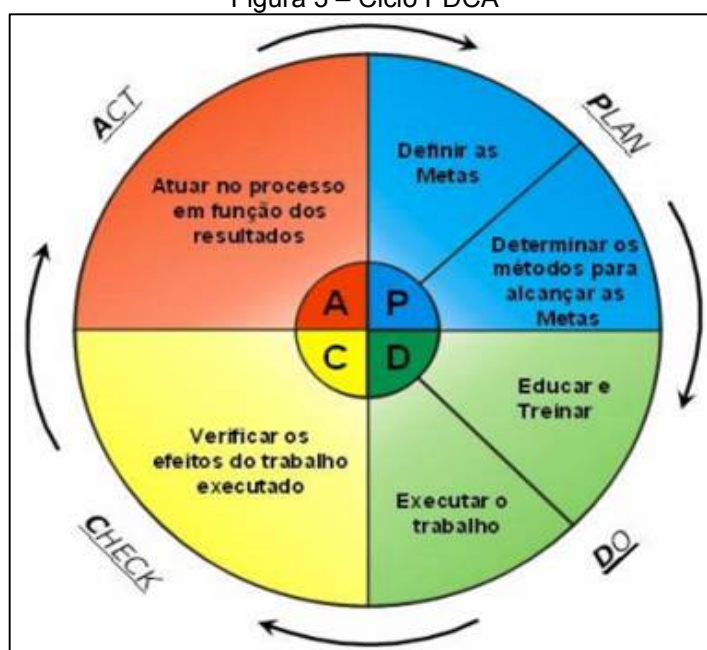 Figura 3 – Ciclo PDCA
ACT
PLAN
Definir as
Metas
Atuar no processo
em função dos
resultados
Determinar os
métodos para
alcançar as
Metas
A
P
C
D
Educar e
Treinar
Verificar os
efeitos do trabalho
executado
Executar o
trabalho
CHECK
DO